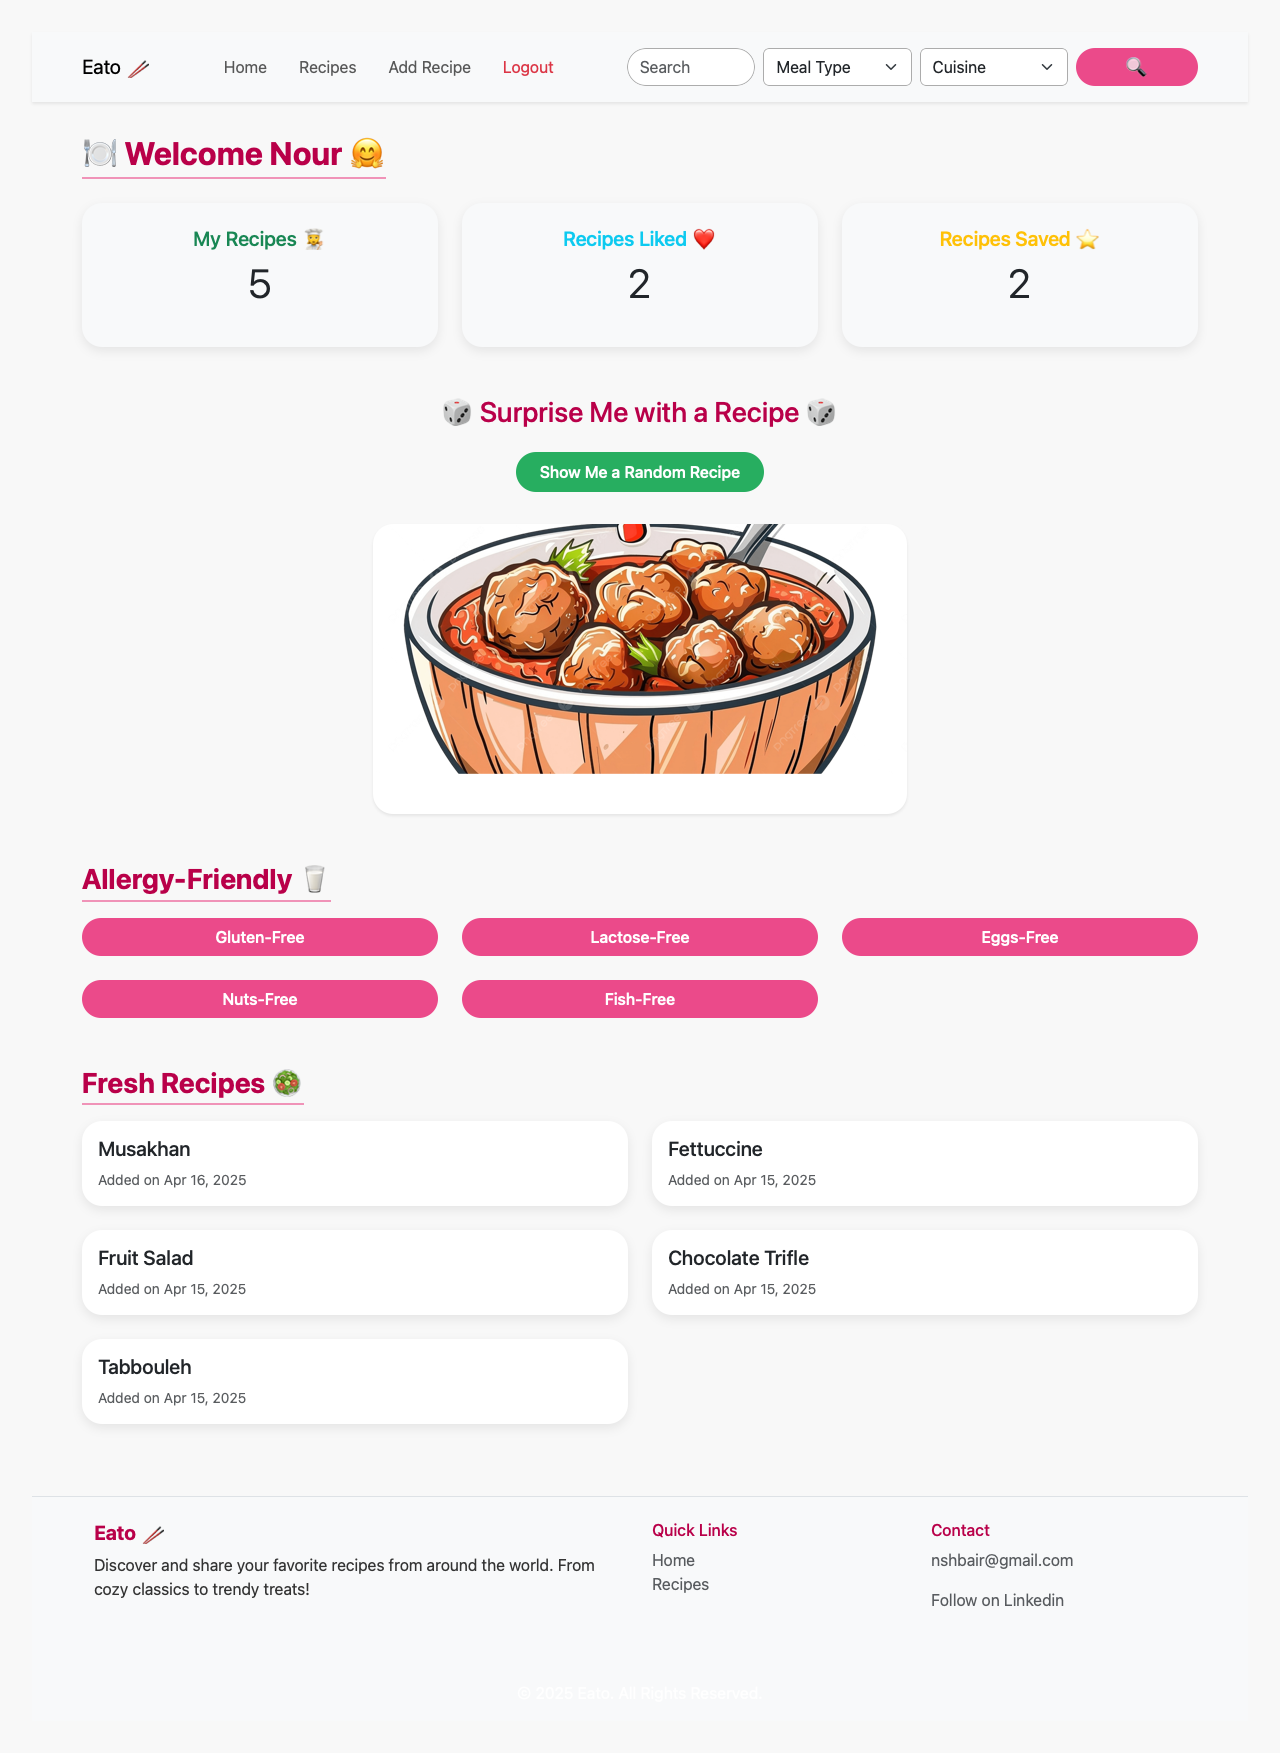 Eato 🥢
Home
Recipes
Add Recipe
Logout
Search
Meal Type
Cuisine
🔍
🍽️ Welcome Nour 🤗
My Recipes 👩‍🍳
5
Recipes Liked ❤️
2
Recipes Saved ⭐
2
🎲 Surprise Me with a Recipe 🎲
Show Me a Random Recipe
Allergy-Friendly 🥛
Gluten-Free
Lactose-Free
Eggs-Free
Nuts-Free
Fish-Free
Fresh Recipes 🥗
Musakhan
Added on Apr 16, 2025
Fettuccine
Added on Apr 15, 2025
Fruit Salad
Added on Apr 15, 2025
Chocolate Trifle
Added on Apr 15, 2025
Tabbouleh
Added on Apr 15, 2025
Eato 🥢
Discover and share your favorite recipes from around the world. From
cozy classics to trendy treats!
Quick Links
Home
Recipes
Contact
nshbair@gmail.com
Follow on Linkedin
© 2025 Eato. All Rights Reserved.